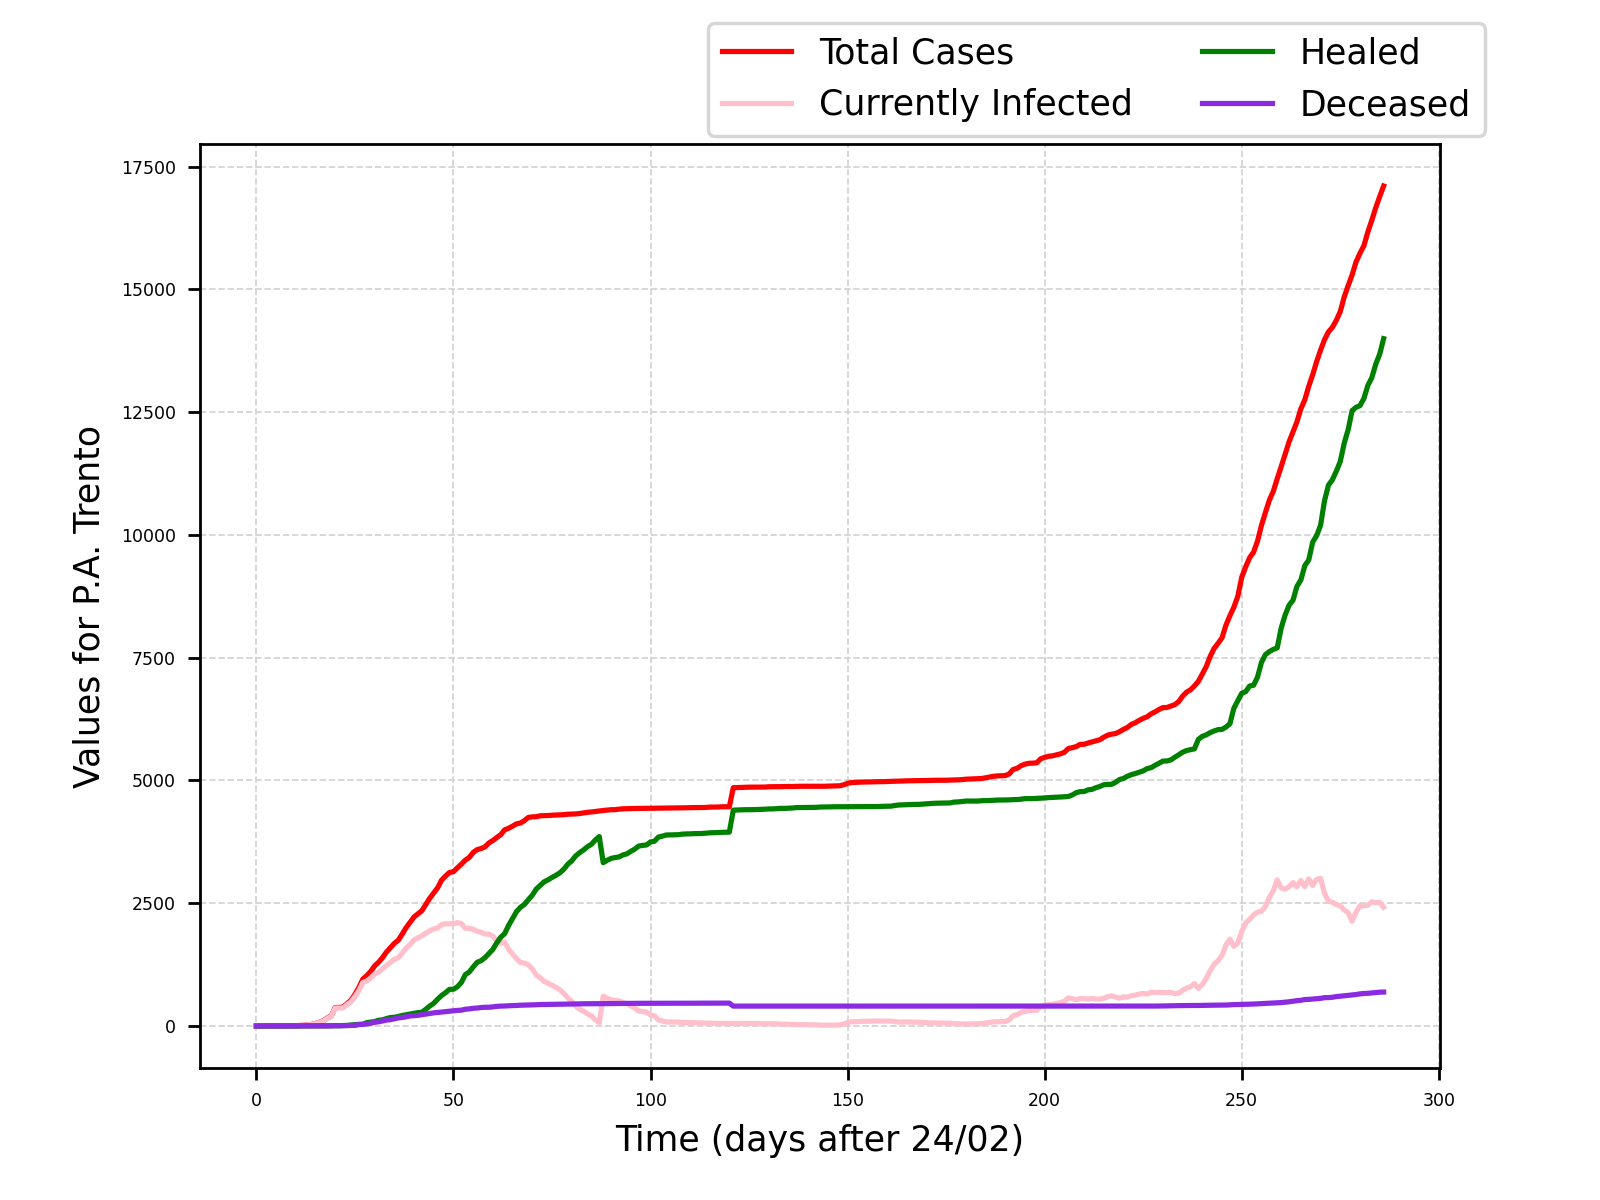 Total Cases
Currently Infected
Healed
Deceased
17500
15000
12500
10000
7500
5000
2500
0
Values for P.A. Trento
0 50 100 150 200 250 300
Time (days after 24/02)